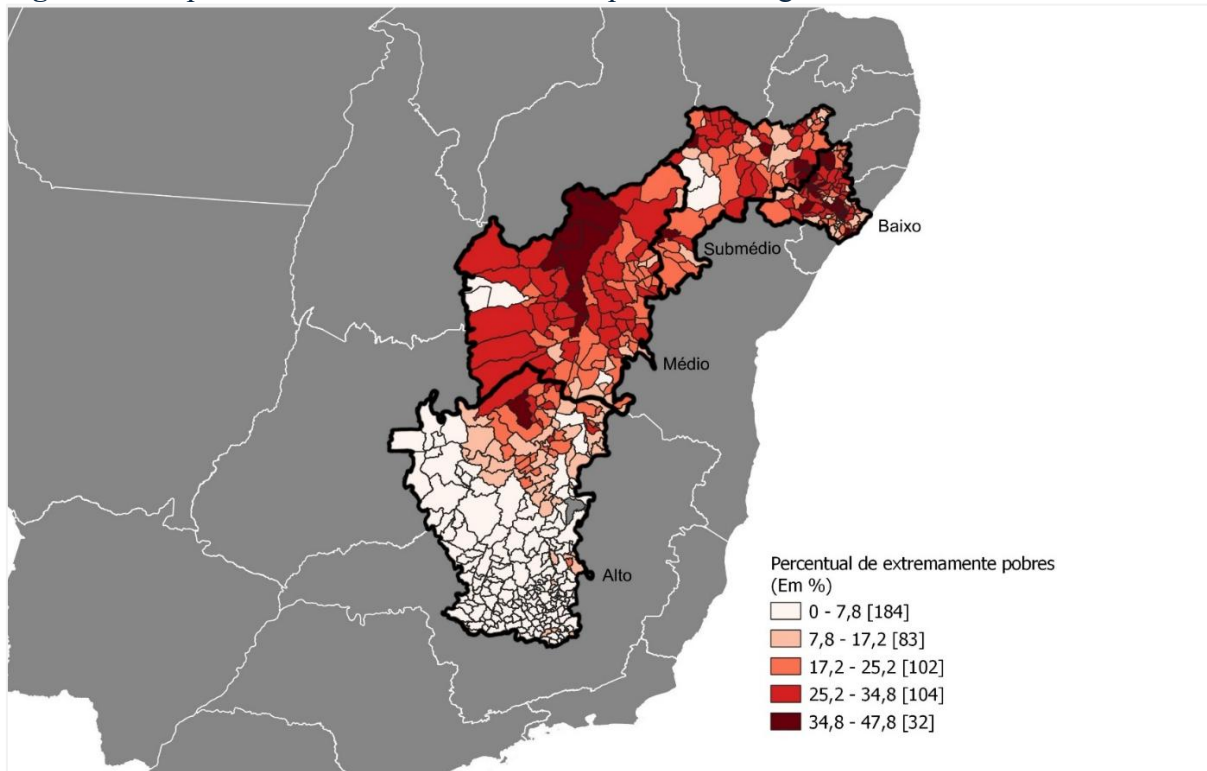 Baixo
Submédio
Médio
Alto
Percentual de extremamente pobres
(Em %)
0 - 7,8 [184]
7,8 - 17,2 [83]
17,2 - 25,2 [102]
25,2 - 34,8 [104]
34,8 - 47,8 [32]